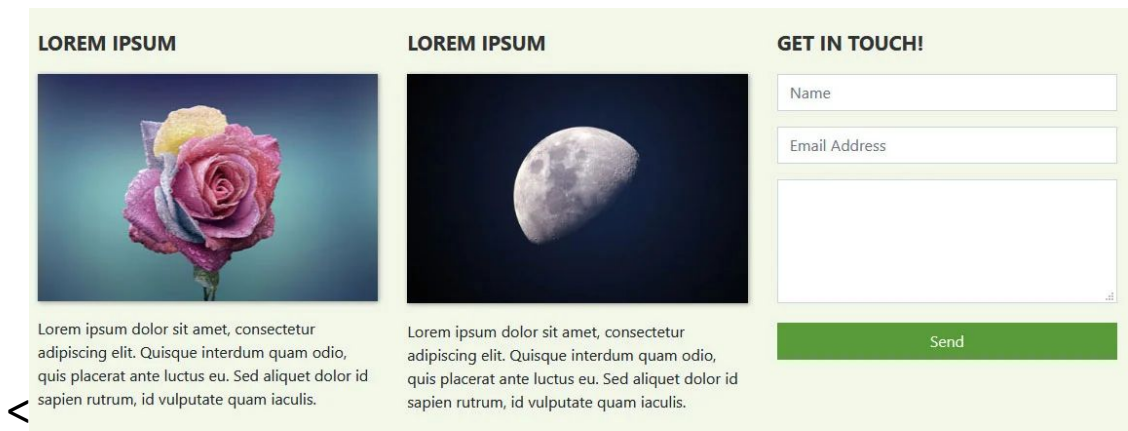 LOREM IPSUM
Lorem ipsum dolor sit amet, consectetur
adipiscing elit. Quisque interdum quam odio,
quis placerat ante luctus eu. Sed aliquet dolor id
sapien rutrum, id vulputate quam iaculis.
LOREM IPSUM
Lorem ipsum dolor sit amet, consectetur
adipiscing elit. Quisque interdum quam odio,
quis placerat ante luctus eu. Sed aliquet dolor id
sapien rutrum, id vulputate quam iaculis.
GET IN TOUCH!
Name
Email Address
Send
<